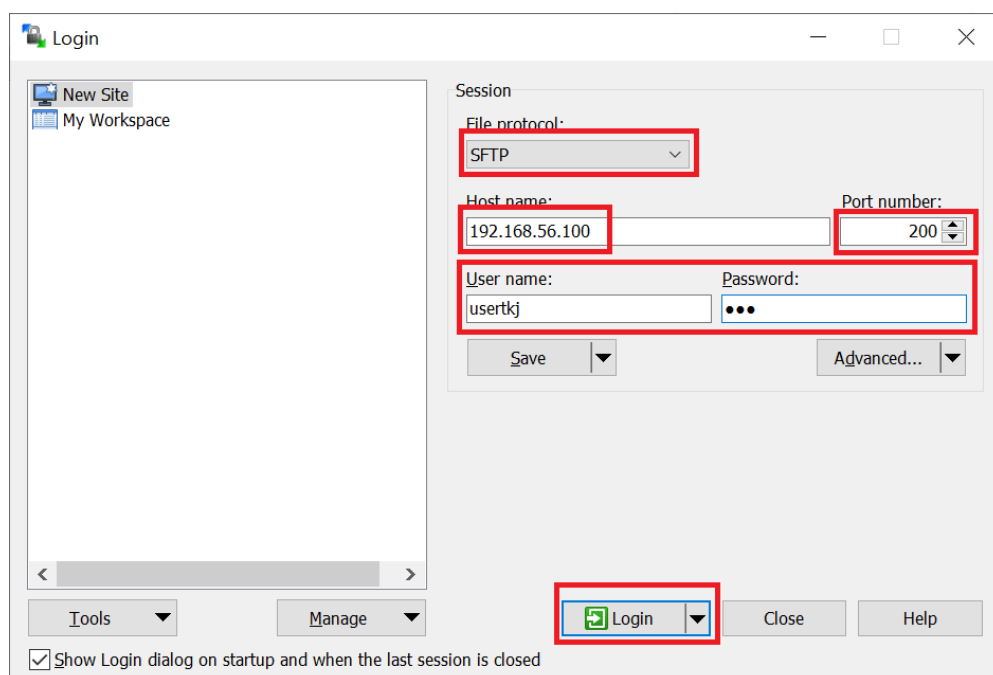 Login
New Site
My Workspace
Session
File protocol:
SFTP
Host name:
Port number:
192.168.56.100
200
User name:
Password:
usertkj
●●●
Save
Advanced...
Tools
Manage
Login
Close
Help
Show Login dialog on startup and when the last session is closed